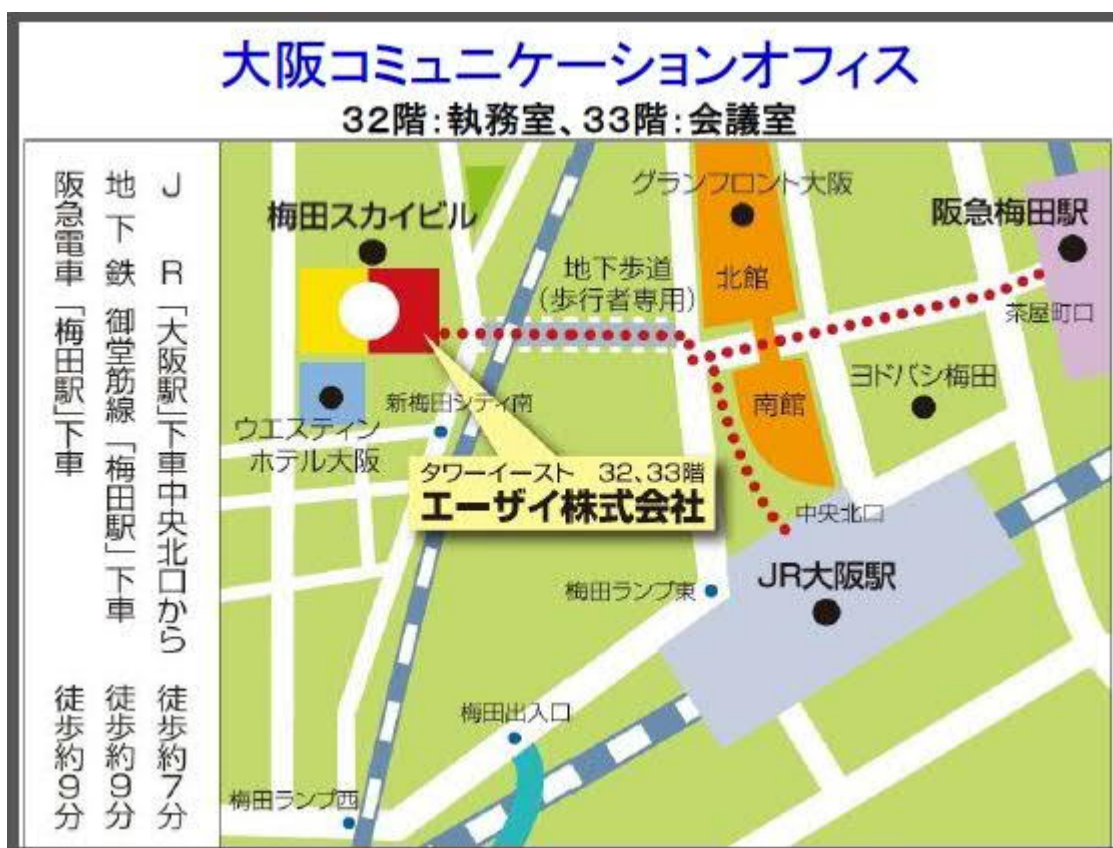 大阪コミュニケーションオフィス
32階：執務室、33階：会議室
JR「大阪駅」下車中央北口から 徒歩約7分
地下鉄 御堂筋線「梅田駅」下車 徒歩約9分
阪急電車「梅田駅」下車 徒歩約9分
グランフロント大阪
梅田スカイビル
阪急梅田駅
地下歩道
(歩行者専用)
北館
茶屋町口
ヨドバシ梅田
南館
新梅田シティ南
ウエスティン
ホテル大阪
タワーイースト 32、33階
エーザイ株式会社
中央北口
JR大阪駅
梅田ランプ東
梅田出入口
梅田ランプ西